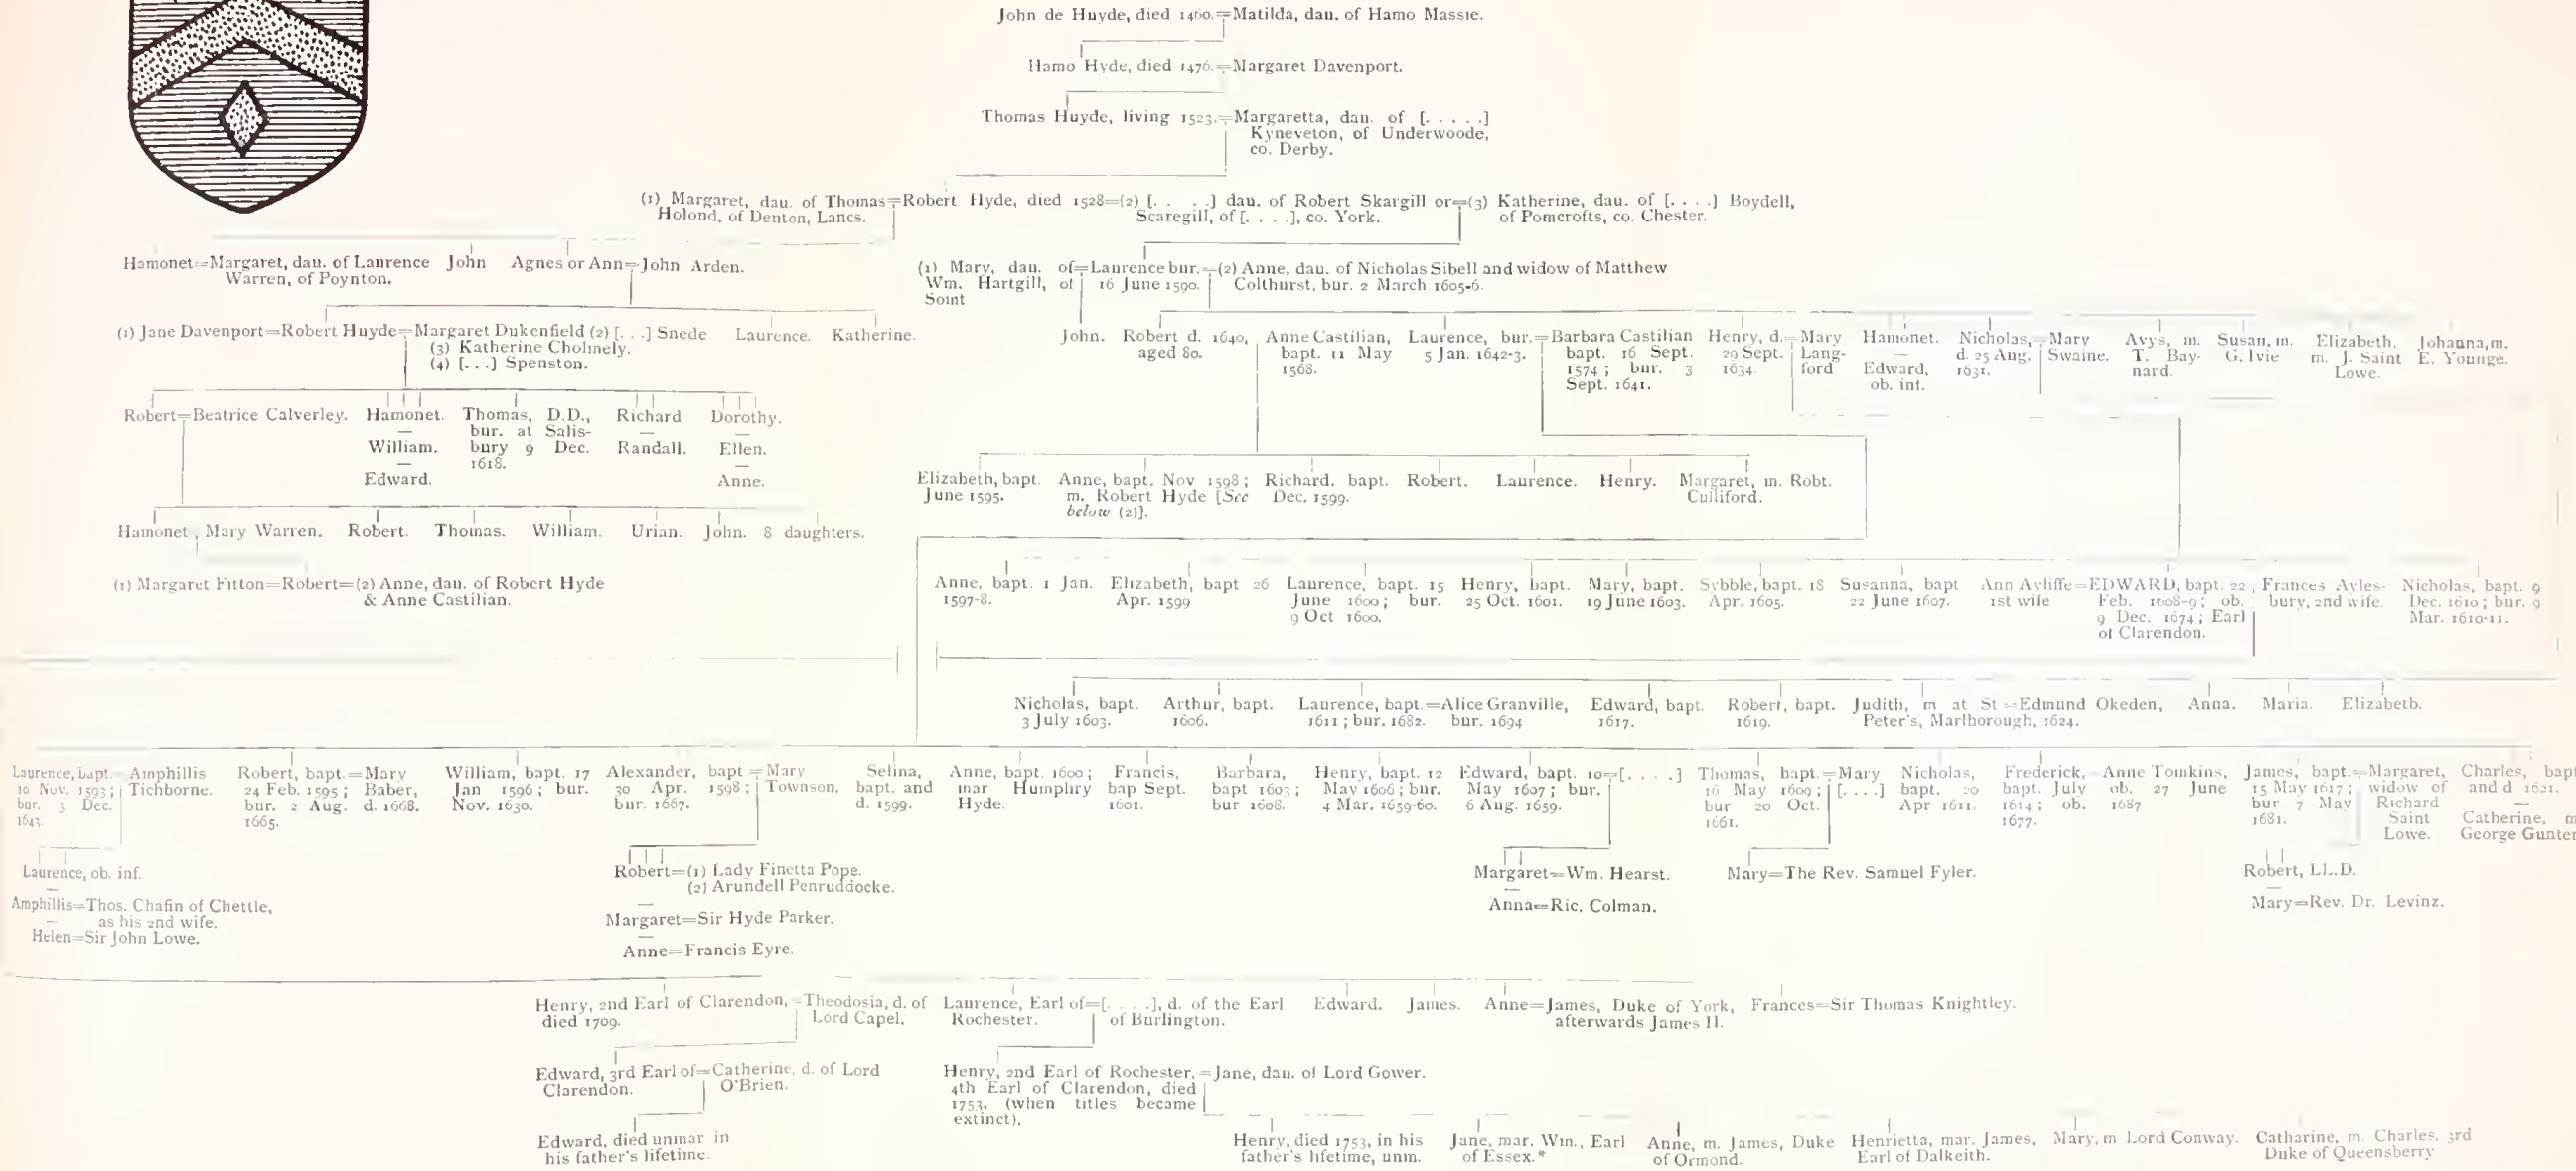 John de Huyde, died 1460.=Matilda, dau. of Hamo Massie.
Hamo Hyde, died 1476.=Margaret Davenport.
Thomas Huyde, living 1523.=Margaretta, dau. of [. . . . .]
Kyneveton, of Underwoode,
co. Derby.
(1) Margaret, dau. of Thomas=Robert Hyde, died 1528=(2) [. . . .] dau. of Robert Skargill or=(3) Katherine, dau. of [. . . .] Boydell,
Holond, of Denton, Lancs. Scaregill, of [. . . .], co. York. of Pomcrofts, co. Chester.
Hamonet=Margaret, dau. of Laurence John Agnes or Ann=John Arden.
Warren, of Poynton.
(1) Mary, dau. of=Laurence bur.=(2) Anne, dau. of Nicholas Sibell and widow of Matthew
Wm. Hartgill, of 16 June 1590. Colthurst, bur. 2 March 1605-6.
Somt
(1) Jane Davenport=Robert Huyde=Margaret Dukenfield (2) [. . .] Snede Laurence. Katherine.
(3) Katherine Cholmely.
(4) [. . .] Spenston.
John. Robert d. 1640, Anne Castilian, Laurence, bur.=Barbara Castilian Henry, d.=Mary Hamonet. Nicholas,=Mary Avys, m. Susan, m. Elizabeth, Johanna, m.
aged 80. bapt. 11 May 5 Jan. 1642-3. bapt. 16 Sept. 29 Sept. Lang- — d. 25 Aug. Swaine. T. Bay- G. Ivie m. J. Saint E. Younge.
1568. 1574 ; bur. 3 1634. ford Edward, 1631. nard. Lowe.
Sept. 1641. ob. inf.
Robert=Beatrice Calverley. Hamonet. Thomas, D.D., Richard Dorothy.
— bur. at Salis- — —
William. bury 9 Dec. Randall. Ellen.
— 1618. —
Edward. Anne.
Elizabeth, bapt. Anne, bapt. Nov 1598 ; Richard, bapt. Robert. Laurence. Henry. Margaret, m. Robt.
June 1595. m. Robert Hyde [See Dec. 1599. Culliford.
below (2)].
Hamonet Mary Warren. Robert. Thomas. William. Urian. John. 8 daughters.
(1) Margaret Fitton=Robert=(2) Anne, dau. of Robert Hyde
& Anne Castilian.
Anne, bapt. 1 Jan. Elizabeth, bapt 26 Laurence, bapt. 15 Henry, bapt. Mary, bapt. Sybble, bapt. 18 Susanna, bapt Ann Ayliffe=EDWARD, bapt. 22 Frances Ayles- Nicholas, bapt. 9
1597-8. Apr. 1599 June 1600 ; bur. 25 Oct. 1601. 19 June 1603. Apr. 1605. 22 June 1607. 1st wife Feb. 1608-9 ; ob. bury, 2nd wife. Dec. 1610 ; bur. 9
9 Oct 1600. 9 Dec. 1674 ; Earl Mar. 1610-11.
of Clarendon.
Nicholas, bapt. Arthur, bapt. Laurence, bapt.=Alice Granville, Edward, bapt. Robert, bapt. Judith, m at St=Edmund Okeden, Anna. Maria. Elizabeth.
3 July 1603. 1606. 1611 ; bur. 1682. bur. 1694 1617. 1619. Peter's, Marlborough, 1624.
Laurence, bapt.=Amphillis Robert, bapt.=Mary William, bapt. 17 Alexander, bapt=Mary Selina, Anne, bapt. 1600 ; Francis, Barbara, Henry, bapt. 12 Edward, bapt. 10=[. . . .] Thomas, bapt.=Mary Nicholas, Frederick,=Anne Tomkins, James, bapt.=Margaret, Charles, bapt
10 Nov. 1593 ; Tichborne. 24 Feb. 1595 ; Baber, Jan 1596 ; bur. 30 Apr. 1598 ; Townson. bapt. and mar Humphry bap Sept. bapt 1603 ; May 1606 ; bur. May 1607 ; bur. 16 May 1609 ; [. . . .] bapt. 20 bapt. July ob. 27 June 15 May 1617 ; widow of and d 1621.
bur. 3 Dec. bur. 2 Aug. d. 1668. Nov. 1630. bur. 1667. d. 1599. Hyde. 1601. bur 1608. 4 Mar. 1659-60. 6 Aug. 1659. bur 20 Oct. Apr 1611. 1614 ; ob. 1687 bur 7 May Richard —
1643. 1665. 1661. 1677. 1681. Saint Catherine, m
Lowe. George Gunter
Laurence, ob. inf. Robert=(1) Lady Finetta Pope. Margaret=Wm. Hearst. Mary=The Rev. Samuel Fyler. Robert, LL.D.
— (2) Arundell Penruddocke. — —
Amphillis=Thos. Chafin of Chettle, Anna=Ric. Colman. Mary=Rev. Dr. Levinz.
— as his 2nd wife. Margaret=Sir Hyde Parker.
Helen=Sir John Lowe. —
Anne=Francis Eyre.
Henry, 2nd Earl of Clarendon,=Theodosia, d. of Laurence, Earl of=[. . . .], d. of the Earl Edward. James. Anne=James, Duke of York, Frances=Sir Thomas Knightley.
died 1709. Lord Capel. Rochester. of Burlington. afterwards James II.
Edward, 3rd Earl of=Catherine, d. of Lord Henry, 2nd Earl of Rochester,=Jane, dau. of Lord Gower.
Clarendon. O'Brien. 4th Earl of Clarendon, died
1753, (when titles became
extinct).
Edward, died unmar in Henry, died 1753, in his Jane, mar. Wm., Earl Anne, m. James, Duke Henrietta, mar. James, Mary, m Lord Conway. Catharine, m. Charles, 3rd
his father's lifetime. father's lifetime, unm. of Essex.* of Ormond. Earl of Dalkeith. Duke of Queensberry